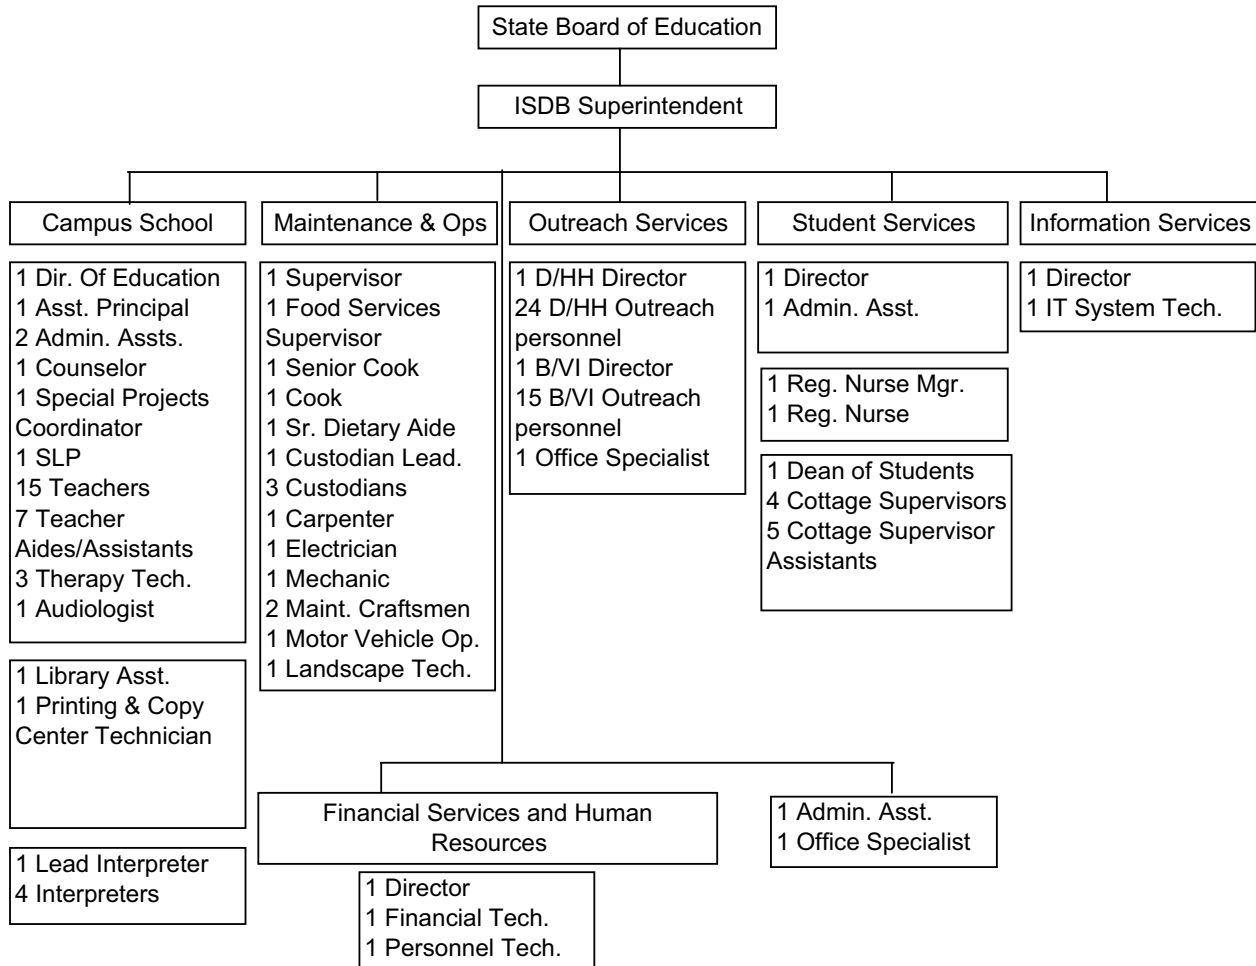 State Board of Education
ISDB Superintendent
Campus School
1 Dir. Of Education
1 Asst. Principal
2 Admin. Assts.
1 Counselor
1 Special Projects
Coordinator
1 SLP
15 Teachers
7 Teacher
Aides/Assistants
3 Therapy Tech.
1 Audiologist
1 Library Asst.
1 Printing & Copy
Center Technician
1 Lead Interpreter
4 Interpreters
Maintenance & Ops
1 Supervisor
1 Food Services
Supervisor
1 Senior Cook
1 Cook
1 Sr. Dietary Aide
1 Custodian Lead.
3 Custodians
1 Carpenter
1 Electrician
1 Mechanic
2 Maint. Craftsmen
1 Motor Vehicle Op.
1 Landscape Tech.
Outreach Services
1 D/HH Director
24 D/HH Outreach
personnel
1 B/VI Director
15 B/VI Outreach
personnel
1 Office Specialist
Student Services
1 Director
1 Admin. Asst.
1 Reg. Nurse Mgr.
1 Reg. Nurse
1 Dean of Students
4 Cottage Supervisors
5 Cottage Supervisor
Assistants
Information Services
1 Director
1 IT System Tech.
Financial Services and Human
Resources
1 Director
1 Financial Tech.
1 Personnel Tech.
1 Admin. Asst.
1 Office Specialist